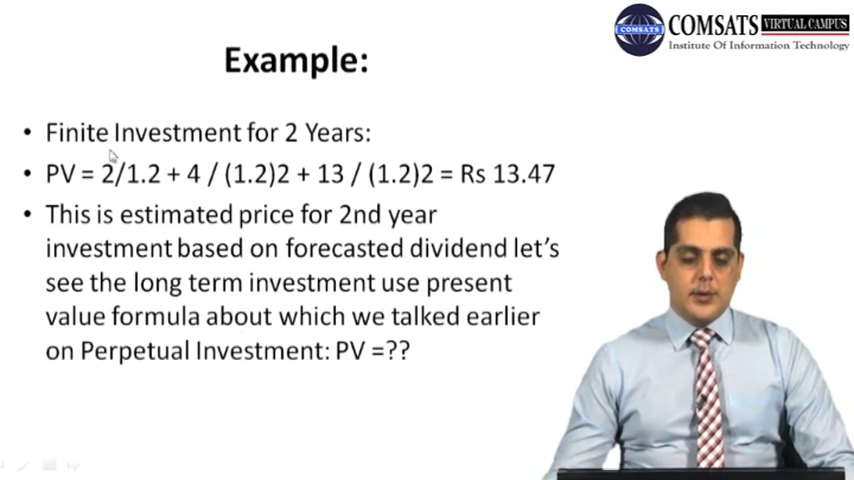 COMSATS
COMSATS VIRTUAL CAMPUS
Institute Of Information Technology
Example:
• Finite Investment for 2 Years:
• PV = 2/1.2 + 4 / (1.2)2 + 13 / (1.2)2 = Rs 13.47
• This is estimated price for 2nd year
investment based on forecasted dividend let's
see the long term investment use present
value formula about which we talked earlier
on Perpetual Investment: PV =??